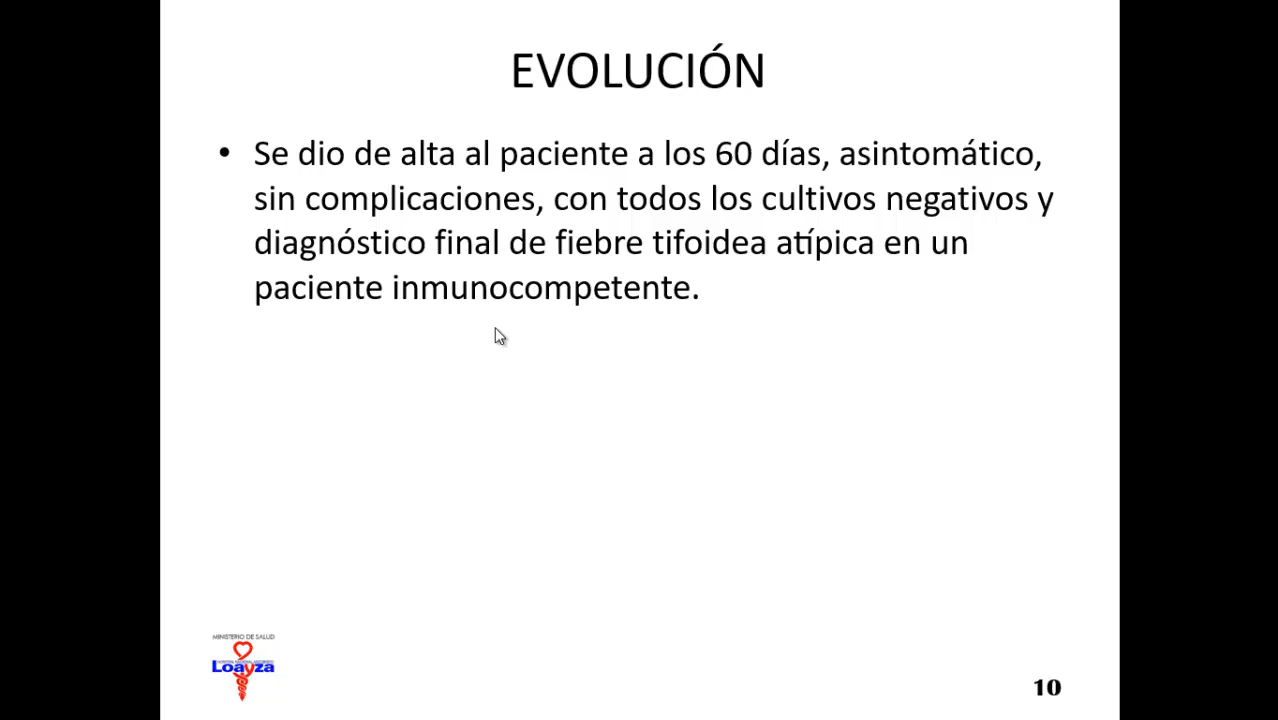 EVOLUCIÓN
• Se dio de alta al paciente a los 60 días, asintomático,
sin complicaciones, con todos los cultivos negativos y
diagnóstico final de fiebre tifoidea atípica en un
paciente inmunocompetente.
MINISTERIO DE SALUD
Loayza
10